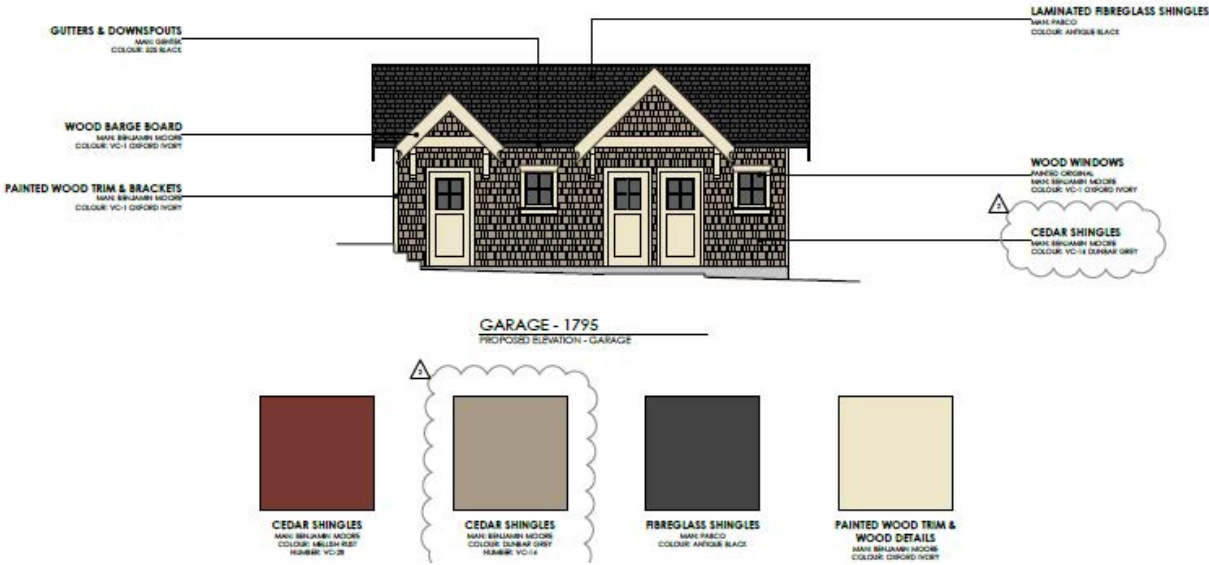 GUTTERS & DOWNSPOUTS
MAN: GENTEK
COLOUR: 525 BLACK
LAMINATED FIBREGLASS SHINGLES
MAN: PABCO
COLOUR: ANTIQUE BLACK
WOOD BARGE BOARD
MAN: BENJAMIN MOORE
COLOUR: VC-1 OXFORD IVORY
PAINTED WOOD TRIM & BRACKETS
MAN: BENJAMIN MOORE
COLOUR: VC-1 OXFORD IVORY
WOOD WINDOWS
PAINTED ORIGINAL
MAN: BENJAMIN MOORE
COLOUR: VC-1 OXFORD IVORY
CEDAR SHINGLES
MAN: BENJAMIN MOORE
COLOUR: VC-14 DUNBAR GREY
GARAGE - 1795
PROPOSED ELEVATION - GARAGE
CEDAR SHINGLES
MAN: BENJAMIN MOORE
COLOUR: MELLISH RUST
NUMBER: VC-28
CEDAR SHINGLES
MAN: BENJAMIN MOORE
COLOUR: DUNBAR GREY
NUMBER: VC-14
FIBREGLASS SHINGLES
MAN: PABCO
COLOUR: ANTIQUE BLACK
PAINTED WOOD TRIM &
WOOD DETAILS
MAN: BENJAMIN MOORE
COLOUR: OXFORD IVORY